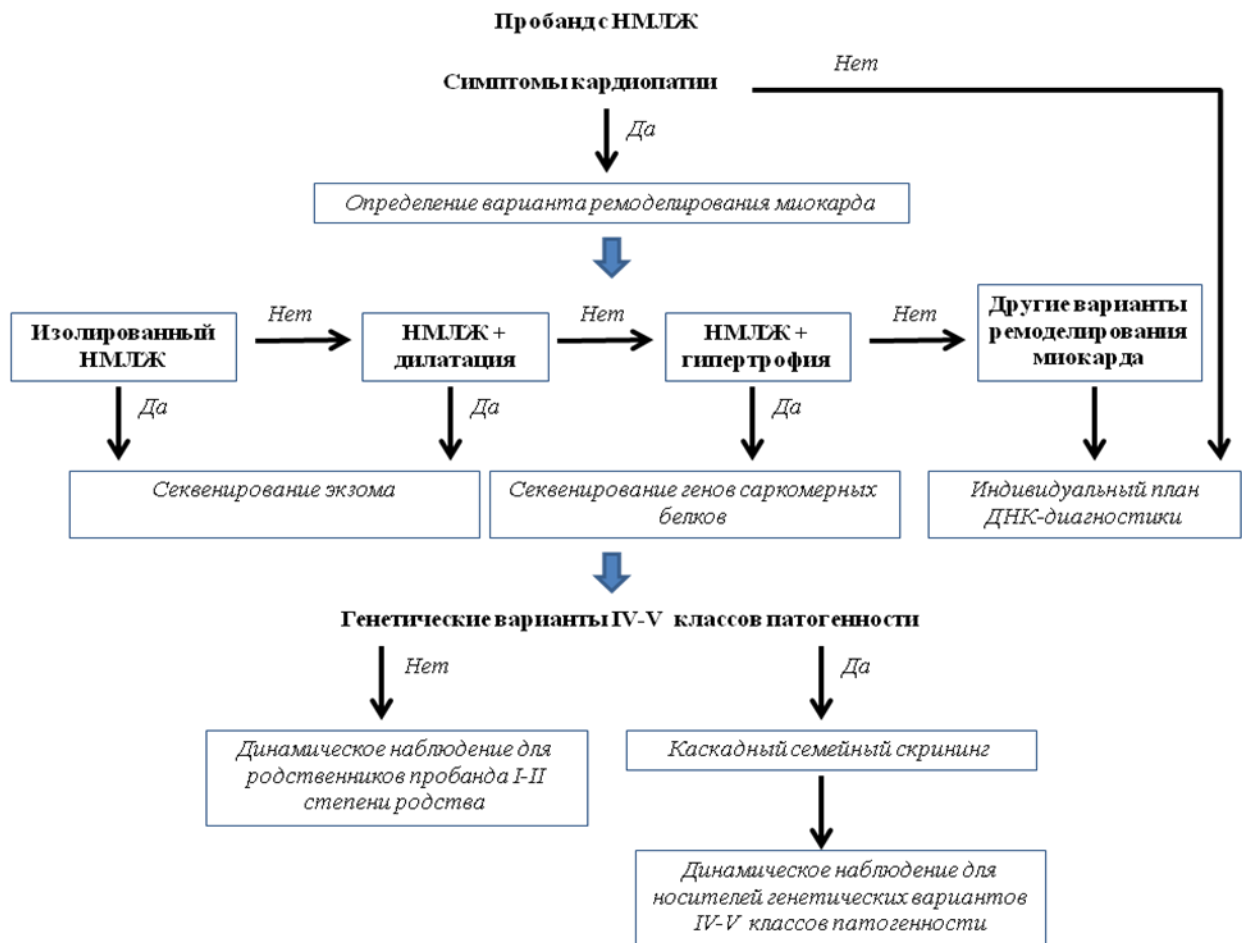 Пробанд с НМЛЖ
Симптомы кардиопатии
Нет
Да
Определение варианта ремоделирования миокарда
Изолированный
НМЛЖ
Нет
НМЛЖ +
дилатация
Нет
НМЛЖ +
гипертрофия
Нет
Другие варианты
ремоделирования
миокарда
Да
Да
Да
Секвенирование экзома
Секвенирование генов саркомерных
белков
Индивидуальный план
ДНК-диагностики
Генетические варианты IV-V классов патогенности
Нет
Да
Динамическое наблюдение для
родственников пробанда I-II
степени родства
Каскадный семейный скрининг
Динамическое наблюдение для
носителей генетических вариантов
IV-V классов патогенности